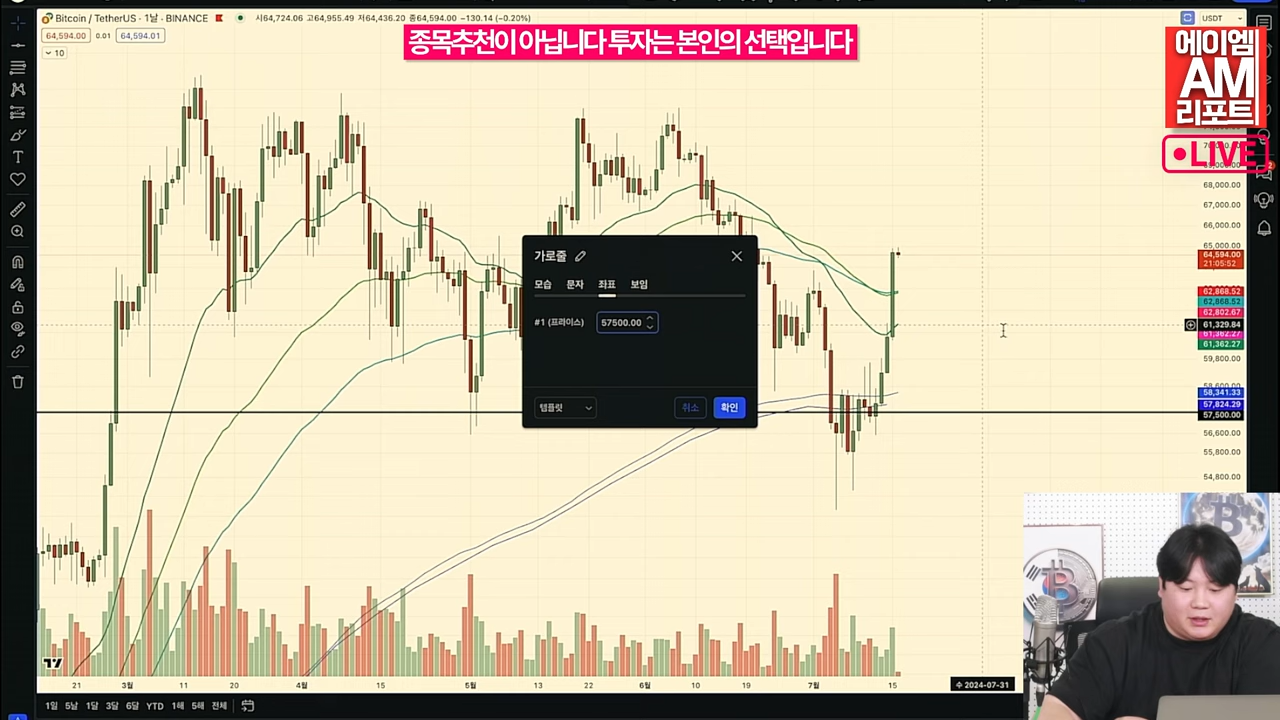 Bitcoin / TetherUS · 1날 · BINANCE 시64,724.06 고64,955.49 저64,436.20 종64,594.00 −130.14 (−0.20%)
64,594.00 0.01 64,594.01
10
종목추천이 아닙니다 투자는 본인의 선택입니다
USDT
에이엠
AM
리포트
LIVE
68,000.00
67,000.00
66,000.00
65,000.00
64,594.00
21:05:52
62,868.52
62,868.52
62,802.67
61,329.84
61,362.27
61,362.27
59,800.00
58,600.00
58,341.33
57,824.29
57,500.00
56,600.00
55,800.00
54,800.00
가로줄
모습 문자 좌표 보임
#1 (프라이스) 57500.00
템플릿 취소 확인
21 3월 11 20 4월 15 5월 13 22 6월 10 19 7월 15 수 2024-07-31
1일 5날 1달 3달 6달 YTD 1해 5해 전체